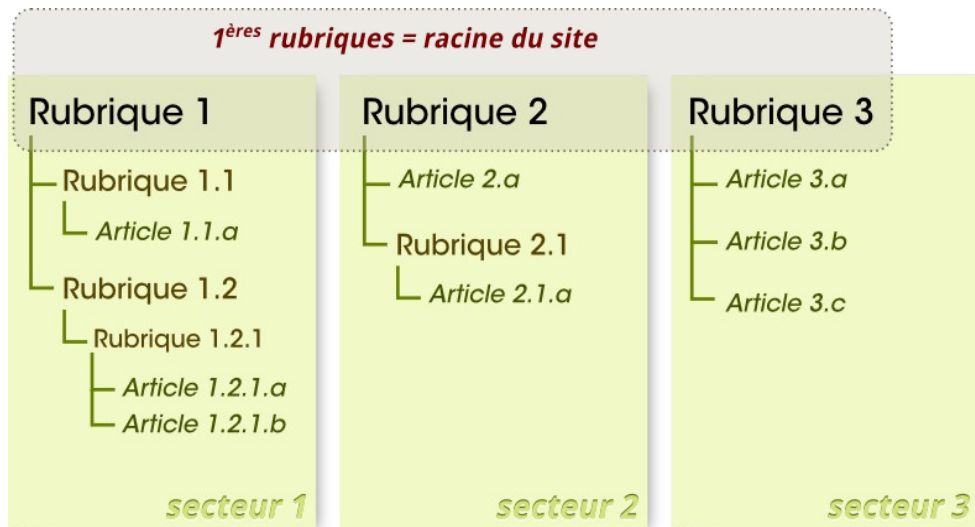 1ères rubriques = racine du site
Rubrique 1
Rubrique 1.1
Article 1.1.a
Rubrique 1.2
Rubrique 1.2.1
Article 1.2.1.a
Article 1.2.1.b
secteur 1
Rubrique 2
Article 2.a
Rubrique 2.1
Article 2.1.a
secteur 2
Rubrique 3
Article 3.a
Article 3.b
Article 3.c
secteur 3